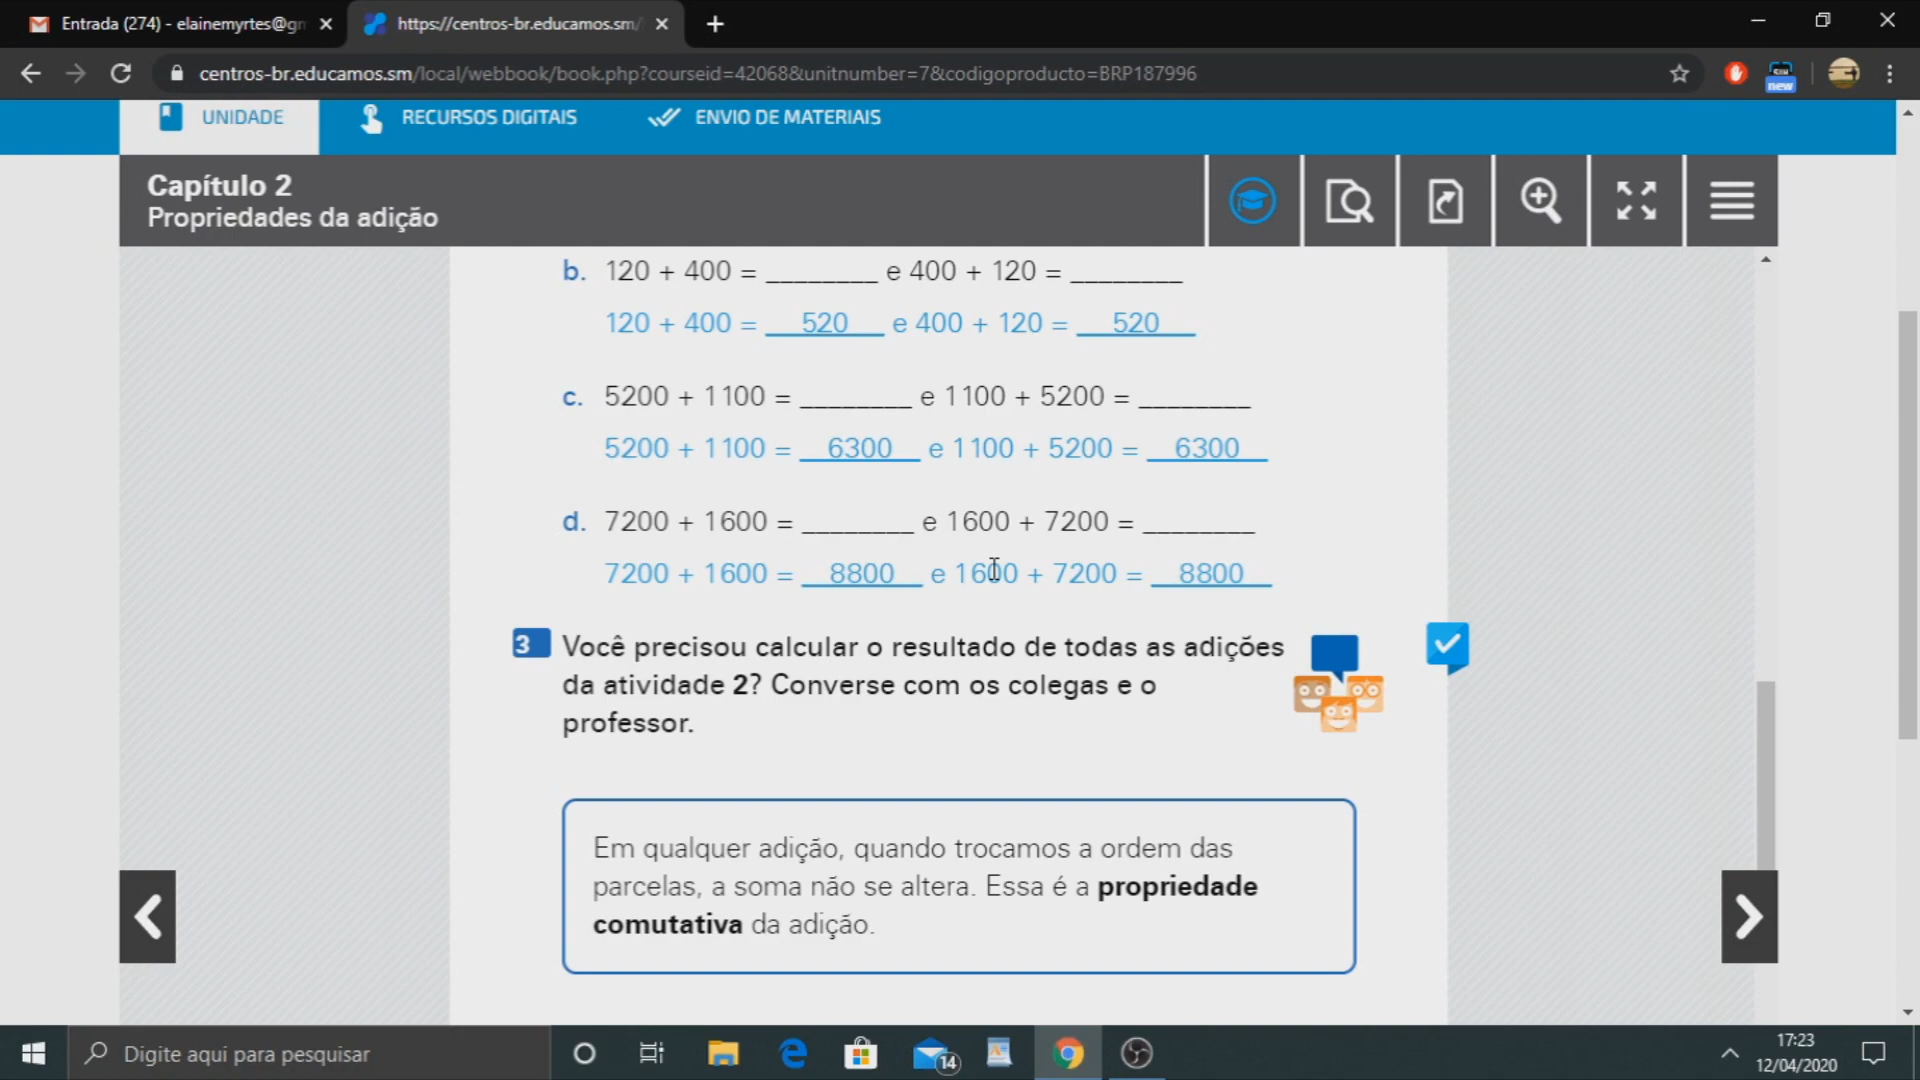 Entrada (274) - elainemyrtes@gm
https://centros-br.educamos.sm/
centros-br.educamos.sm/local/webbook/book.php?courseid=42068&unitnumber=7&codigoproducto=BRP187996
new
UNIDADE
RECURSOS DIGITAIS
ENVIO DE MATERIAIS
Capítulo 2
Propriedades da adição
b. 120 + 400 = ________ e 400 + 120 = ________
120 + 400 = 520 e 400 + 120 = 520
c. 5200 + 1100 = ________ e 1100 + 5200 = ________
5200 + 1100 = 6300 e 1100 + 5200 = 6300
d. 7200 + 1600 = ________ e 1600 + 7200 = ________
7200 + 1600 = 8800 e 1600 + 7200 = 8800
3 Você precisou calcular o resultado de todas as adições
da atividade 2? Converse com os colegas e o
professor.
Em qualquer adição, quando trocamos a ordem das
parcelas, a soma não se altera. Essa é a propriedade
comutativa da adição.
Digite aqui para pesquisar
14
17:23
12/04/2020